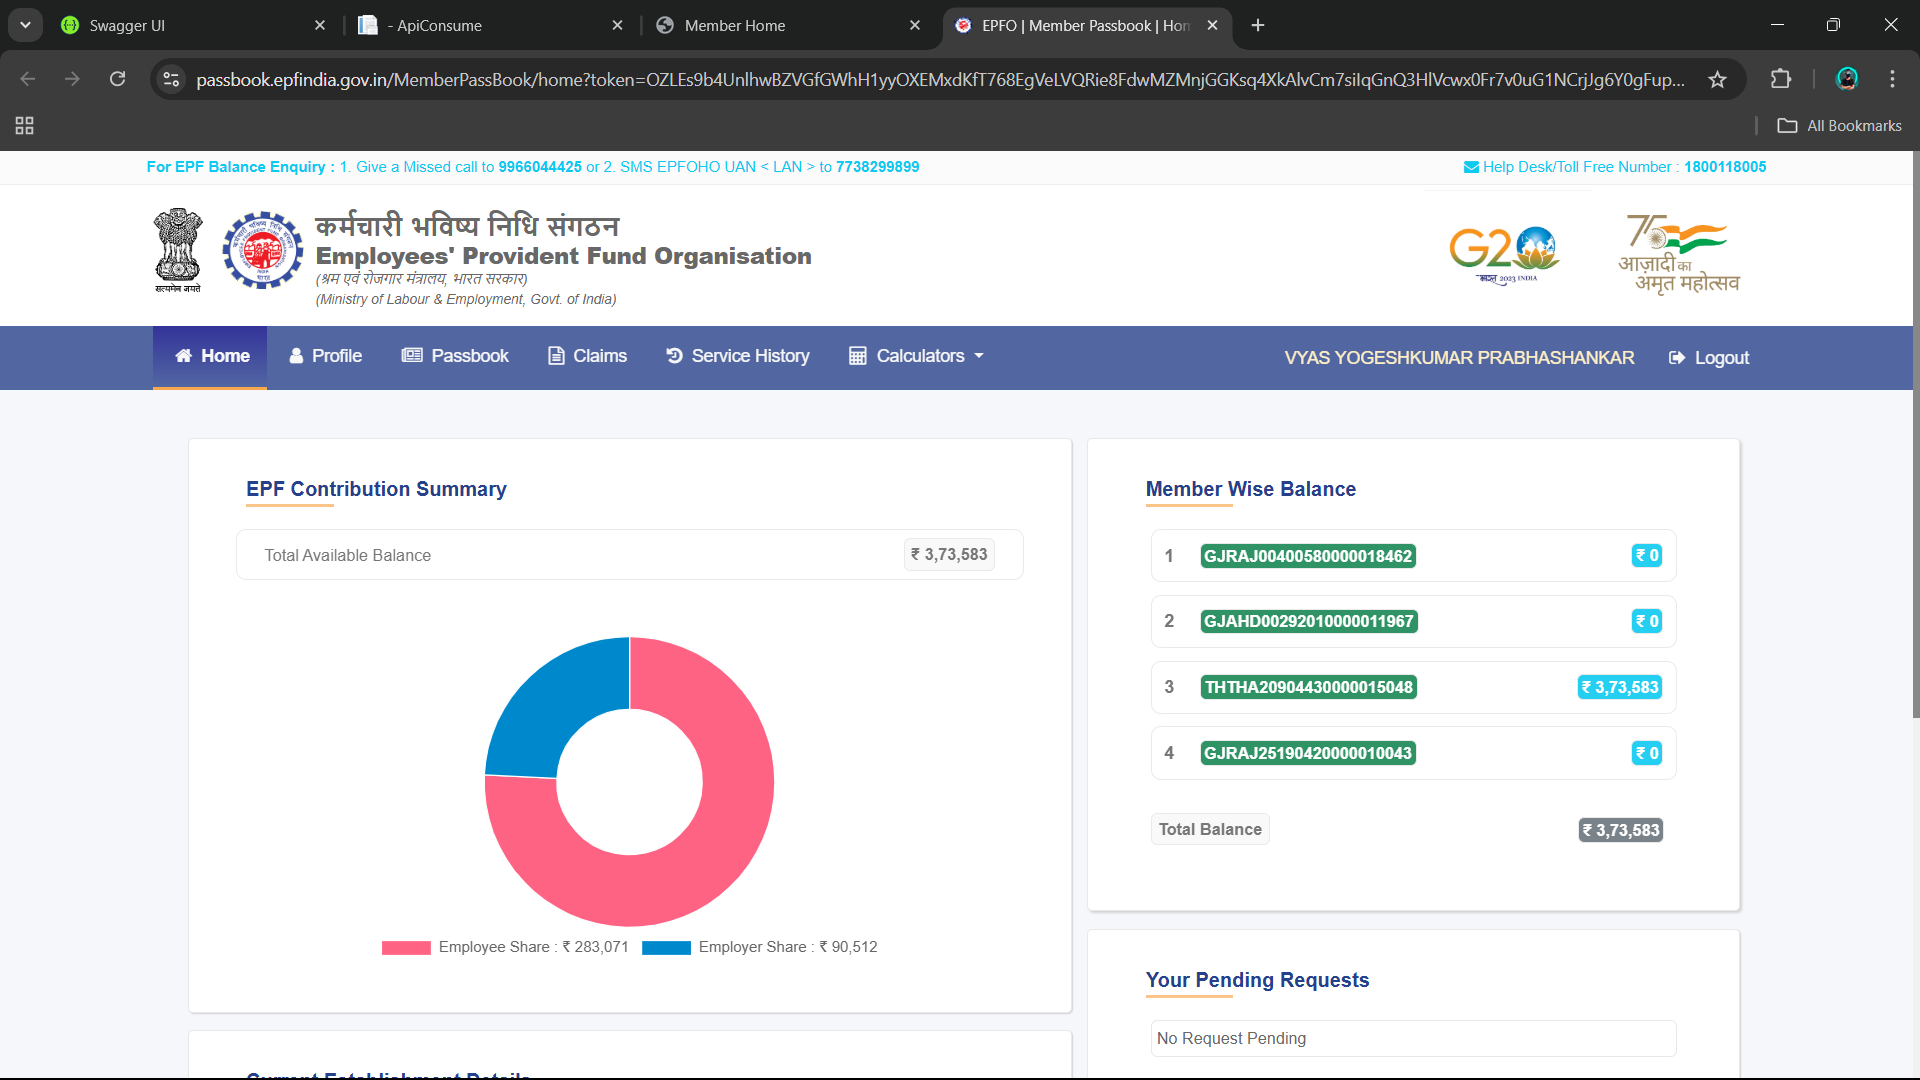 Swagger UI
- ApiConsume
Member Home
EPFO | Member Passbook | Hon
passbook.epfindia.gov.in/MemberPassBook/home?token=OZLEs9b4UnlhwBZVGfGWhH1yyOXEMxdKfT768EgVeLVQRie8FdwMZMnjGGKsq4XkAlvCm7silqGnQ3HlVcwx0Fr7v0uG1NCrjJg6Y0gFup...
All Bookmarks
For EPF Balance Enquiry : 1. Give a Missed call to 9966044425 or 2. SMS EPFOHO UAN < LAN > to 7738299899
Help Desk/Toll Free Number : 1800118005
कर्मचारी भविष्य निधि संगठन
Employees' Provident Fund Organisation
(श्रम एवं रोजगार मंत्रालय, भारत सरकार)
(Ministry of Labour & Employment, Govt. of India)
सत्यमेव जयते
G20
भारत 2023 INDIA
75
आज़ादी का
अमृत महोत्सव
Home
Profile
Passbook
Claims
Service History
Calculators
VYAS YOGESHKUMAR PRABHASHANKAR
Logout
EPF Contribution Summary
Total Available Balance
₹ 3,73,583
Employee Share : ₹ 283,071
Employer Share : ₹ 90,512
Member Wise Balance
1 GJRAJ00400580000018462 ₹ 0
2 GJAHD00292010000011967 ₹ 0
3 THTHA20904430000015048 ₹ 3,73,583
4 GJRAJ25190420000010043 ₹ 0
Total Balance ₹ 3,73,583
Your Pending Requests
No Request Pending
Current Establishment Details